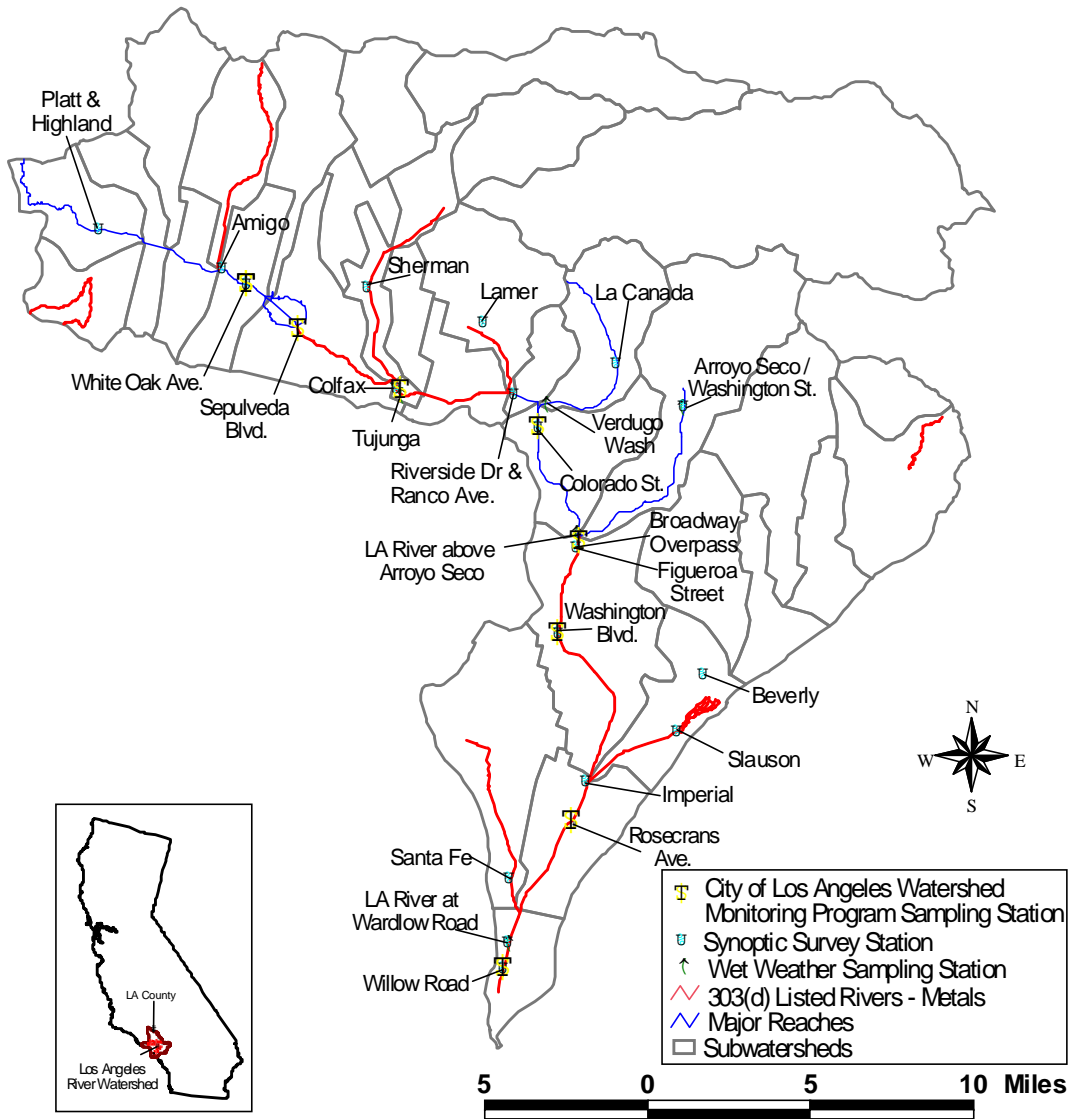 Platt &
Highland
Amigo
Sherman
Lamer
La Canada
Arroyo Seco /
Washington St.
White Oak Ave.
Sepulveda
Blvd.
Colfax
Tujunga
Riverside Dr &
Ranco Ave.
Verdugo
Wash
Colorado St.
LA River above
Arroyo Seco
Broadway
Overpass
Figueroa
Street
Washington
Blvd.
Beverly
Slauson
Imperial
Rosecrans
Ave.
Santa Fe
LA River at
Wardlow Road
Willow Road
N
W
E
S
LA County
Los Angeles
River Watershed
City of Los Angeles Watershed
Monitoring Program Sampling Station
Synoptic Survey Station
Wet Weather Sampling Station
303(d) Listed Rivers - Metals
Major Reaches
Subwatersheds
5 0 5 10 Miles